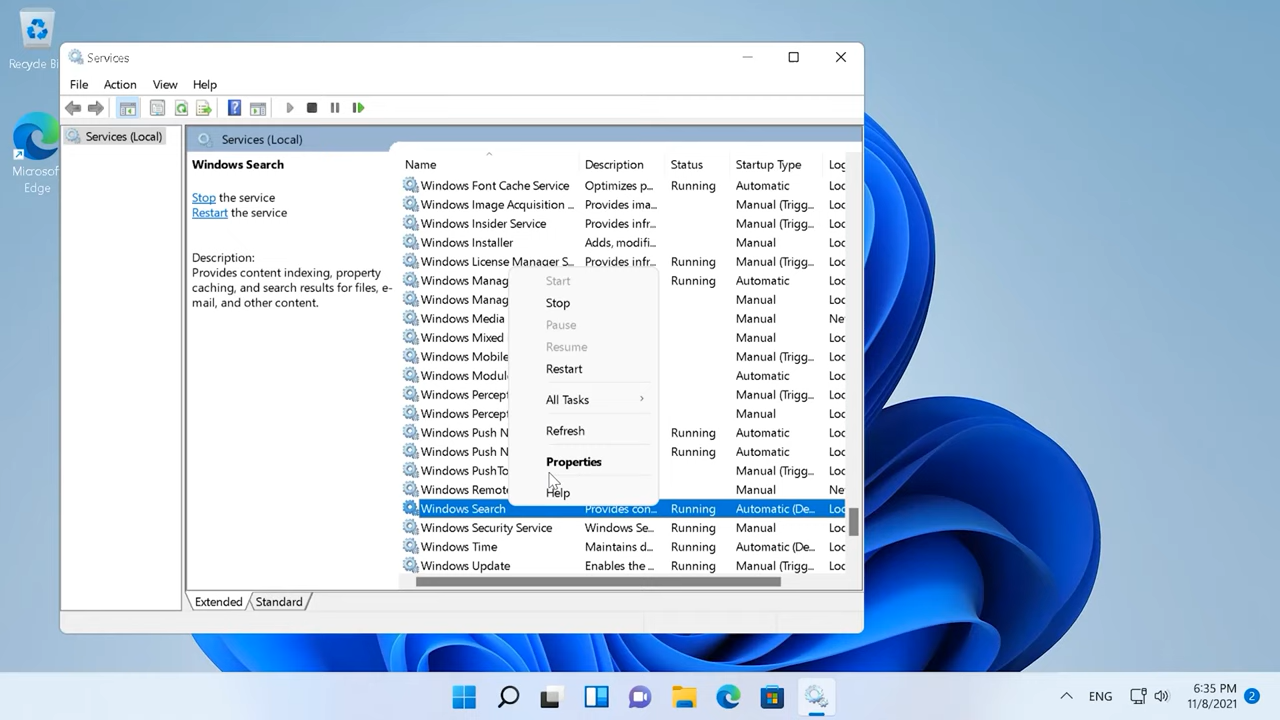 Recycle Bi
Microsof
Edge
Services
File Action View Help
Services (Local)
Services (Local)
Windows Search
Stop the service
Restart the service
Description:
Provides content indexing, property
caching, and search results for files, e-
mail, and other content.
Name Description Status Startup Type Log
Windows Font Cache Service Optimizes p... Running Automatic Loc
Windows Image Acquisition ... Provides ima... Manual (Trigg... Loc
Windows Insider Service Provides infr... Manual (Trigg... Loc
Windows Installer Adds, modifi... Manual Loc
Windows License Manager S... Provides infr... Running Manual (Trigg... Loc
Windows Manag Running Automatic Loc
Windows Manag Manual Loc
Windows Media Manual Net
Windows Mixed Manual Loc
Windows Mobile Manual (Trigg... Loc
Windows Modul Automatic Loc
Windows Percept Manual (Trigg... Loc
Windows Percept Manual Loc
Windows Push N Running Automatic Loc
Windows Push N Running Automatic Loc
Windows PushTo Manual (Trigg... Loc
Windows Remote Manual Net
Windows Search Provides con... Running Automatic (De... Loc
Windows Security Service Windows Se... Running Manual Loc
Windows Time Maintains d... Running Automatic (De... Loc
Windows Update Enables the ... Running Manual (Trigg... Loc
Start
Stop
Pause
Resume
Restart
All Tasks
Refresh
Properties
Help
Extended Standard
ENG
6:35 PM
11/8/2021
2